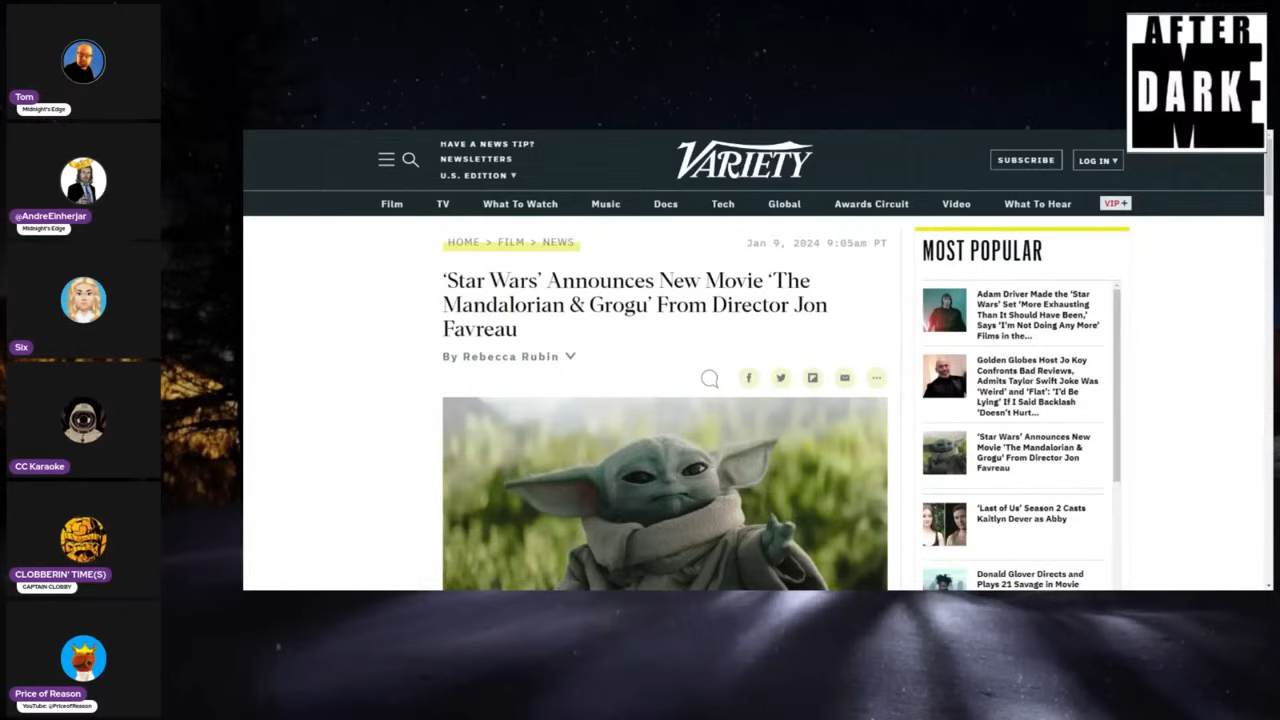 Tom
Midnight's Edge
@AndreEinherjar
Midnight's Edge
Six
CC Karaoke
CLOBBERIN' TIME(S)
CAPTAIN CLOBBY
Price of Reason
YouTube: @PriceofReason
AFTER
DARK
ME
HAVE A NEWS TIP?
NEWSLETTERS
U.S. EDITION ▾
VARIETY
SUBSCRIBE
LOG IN ▾
Film TV What To Watch Music Docs Tech Global Awards Circuit Video What To Hear VIP+
HOME > FILM > NEWS
Jan 9, 2024 9:05am PT
‘Star Wars’ Announces New Movie ‘The
Mandalorian & Grogu’ From Director Jon
Favreau
By Rebecca Rubin
MOST POPULAR
Adam Driver Made the ‘Star
Wars’ Set ‘More Exhausting
Than It Should Have Been,’
Says ‘I’m Not Doing Any More’
Films in the...
Golden Globes Host Jo Koy
Confronts Bad Reviews,
Admits Taylor Swift Joke Was
‘Weird’ and ‘Flat’: ‘I’d Be
Lying’ If I Said Backlash
‘Doesn’t Hurt...
‘Star Wars’ Announces New
Movie ‘The Mandalorian &
Grogu’ From Director Jon
Favreau
‘Last of Us’ Season 2 Casts
Kaitlyn Dever as Abby
Donald Glover Directs and
Plays 21 Savage in Movie